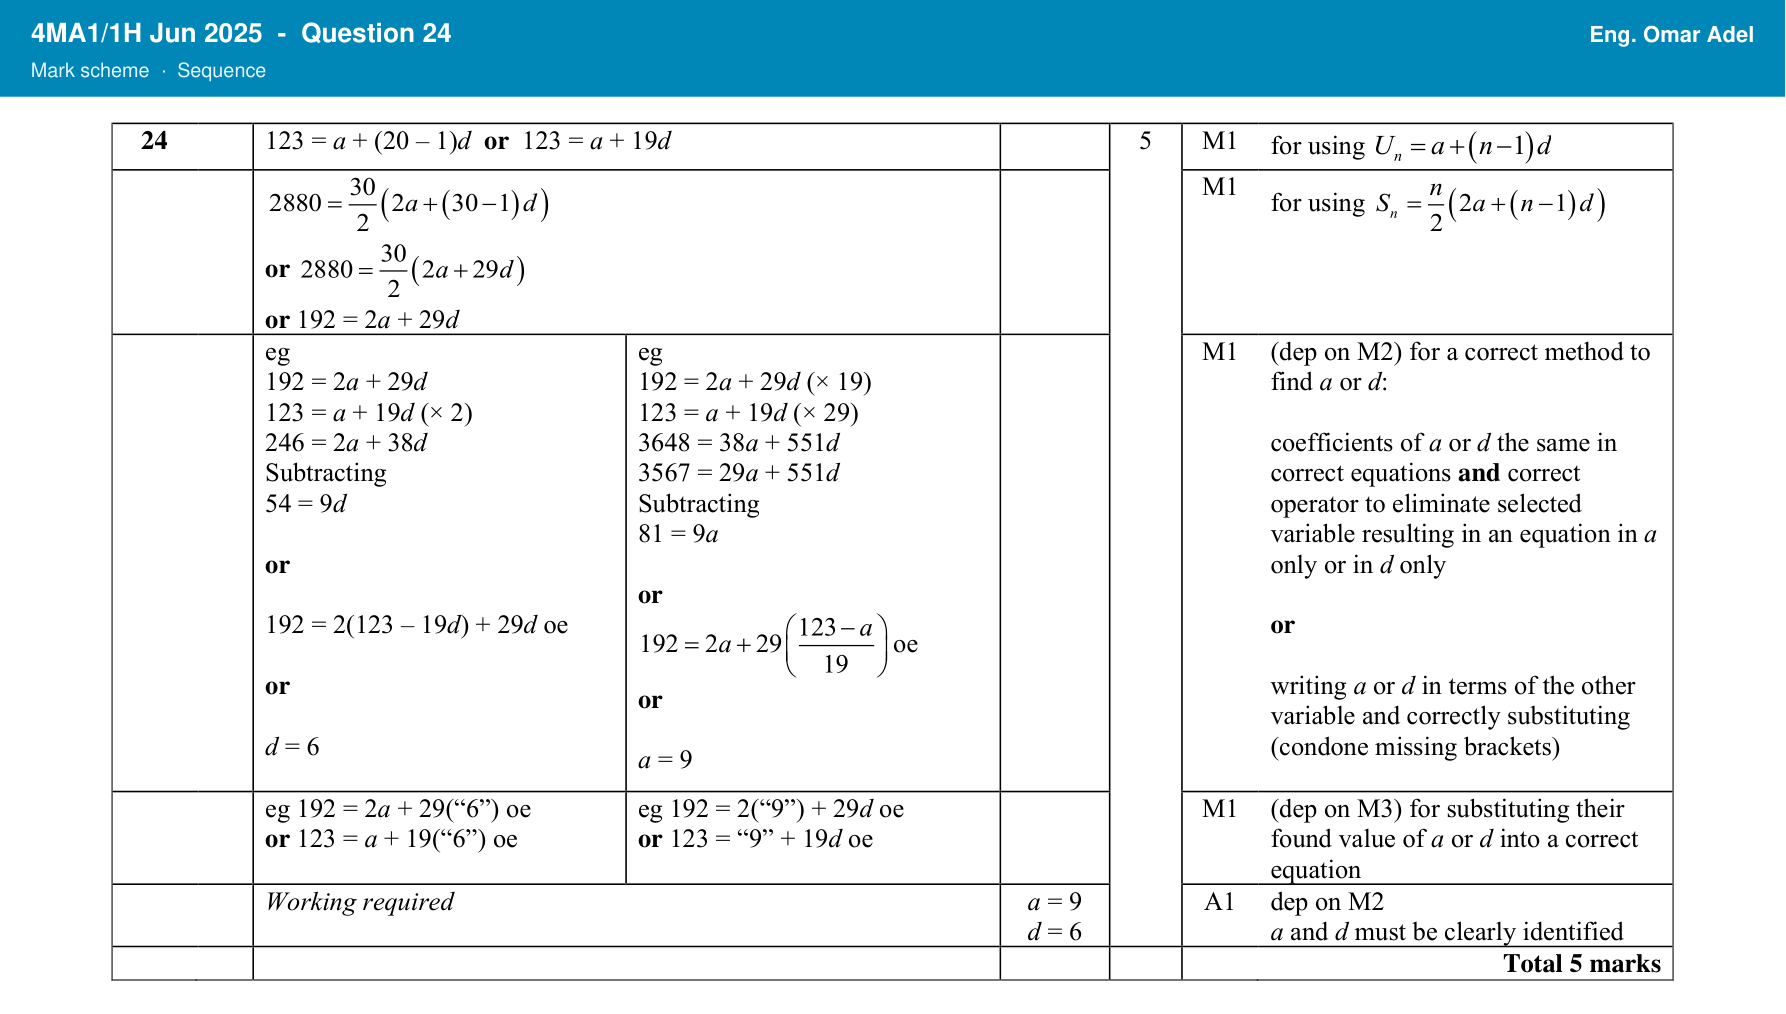 4MA1/1H Jun 2025 - Question 24
Eng. Omar Adel
Mark scheme · Sequence
24
123 = a + (20 – 1)d or 123 = a + 19d
5
M1
for using Uₙ = a + (n−1)d
2880 = 30/2 (2a + (30−1)d)
or 2880 = 30/2 (2a + 29d)
or 192 = 2a + 29d
M1
for using Sₙ = n/2 (2a + (n−1)d)
eg
192 = 2a + 29d
123 = a + 19d (× 2)
246 = 2a + 38d
Subtracting
54 = 9d
or
192 = 2(123 – 19d) + 29d oe
or
d = 6
eg
192 = 2a + 29d (× 19)
123 = a + 19d (× 29)
3648 = 38a + 551d
3567 = 29a + 551d
Subtracting
81 = 9a
or
192 = 2a + 29((123 − a)/19) oe
or
a = 9
M1
(dep on M2) for a correct method to
find a or d:
coefficients of a or d the same in
correct equations and correct
operator to eliminate selected
variable resulting in an equation in a
only or in d only
or
writing a or d in terms of the other
variable and correctly substituting
(condone missing brackets)
eg 192 = 2a + 29(“6”) oe
or 123 = a + 19(“6”) oe
eg 192 = 2(“9”) + 29d oe
or 123 = “9” + 19d oe
M1
(dep on M3) for substituting their
found value of a or d into a correct
equation
Working required
a = 9
d = 6
A1
dep on M2
a and d must be clearly identified
Total 5 marks